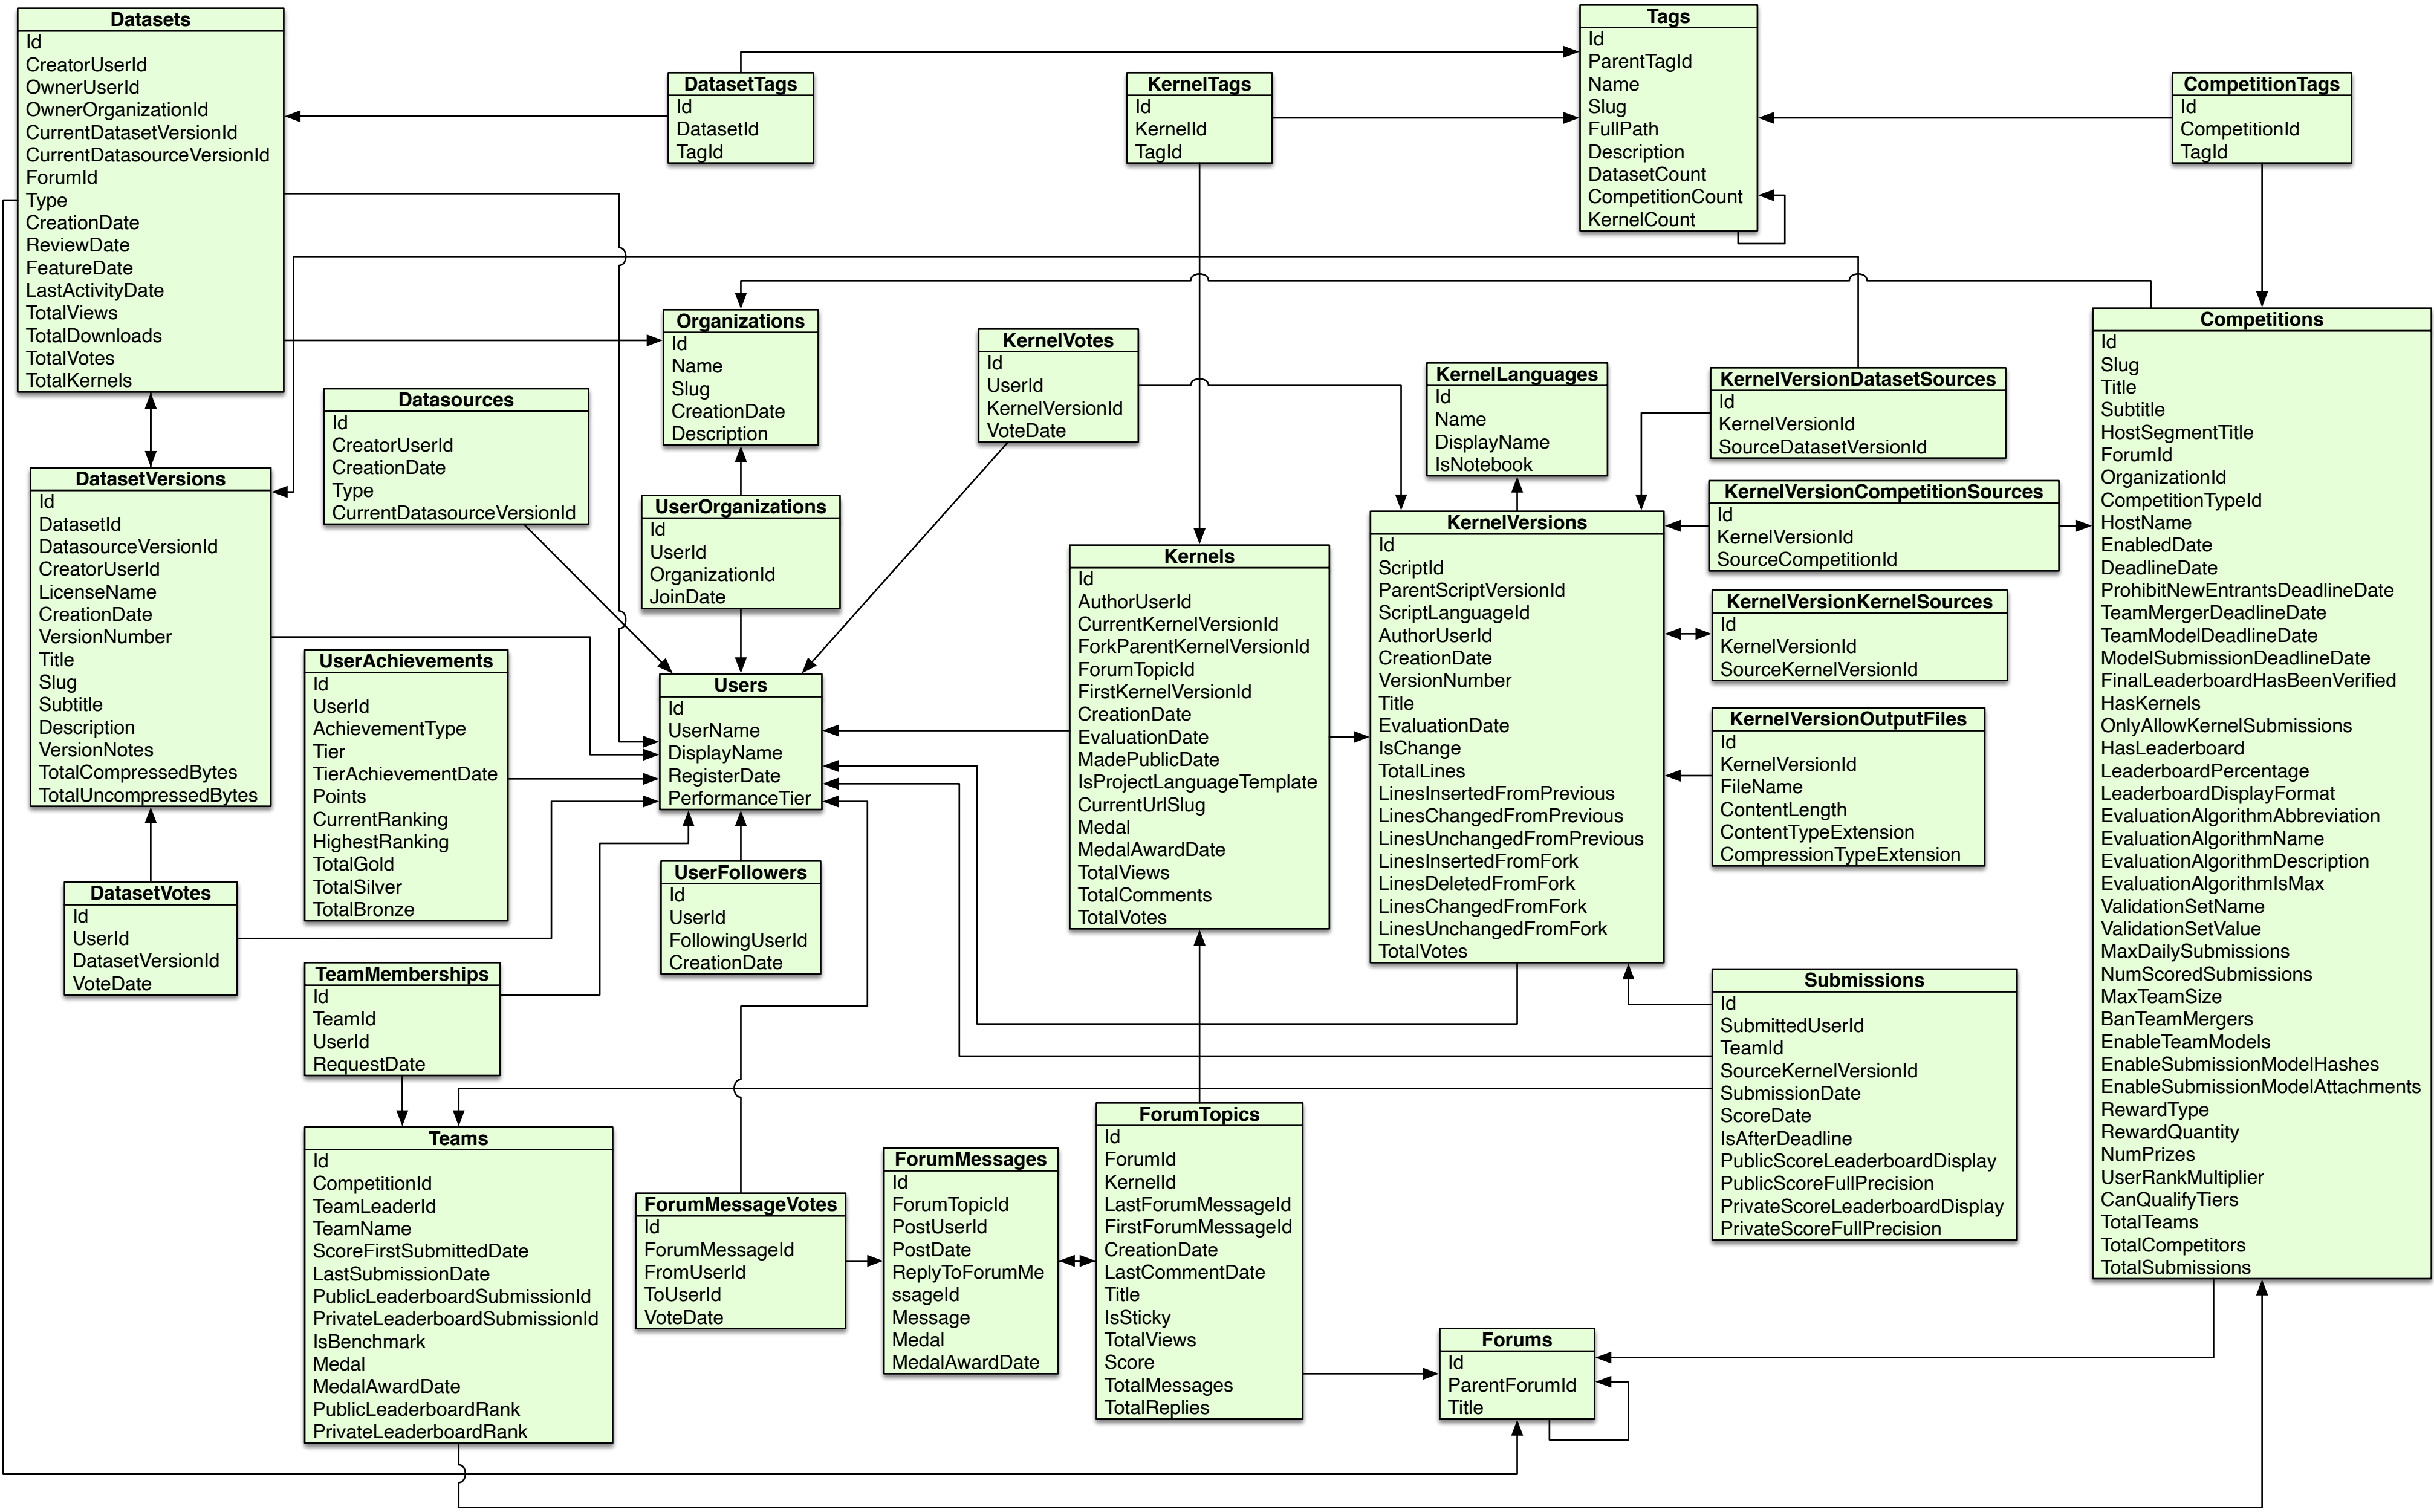 Datasets
Id
CreatorUserId
OwnerUserId
OwnerOrganizationId
CurrentDatasetVersionId
CurrentDatasourceVersionId
ForumId
Type
CreationDate
ReviewDate
FeatureDate
LastActivityDate
TotalViews
TotalDownloads
TotalVotes
TotalKernels
DatasetTags
Id
DatasetId
TagId
KernelTags
Id
KernelId
TagId
Tags
Id
ParentTagId
Name
Slug
FullPath
Description
DatasetCount
CompetitionCount
KernelCount
CompetitionTags
Id
CompetitionId
TagId
Organizations
Id
Name
Slug
CreationDate
Description
KernelVotes
Id
UserId
KernelVersionId
VoteDate
KernelLanguages
Id
Name
DisplayName
IsNotebook
KernelVersionDatasetSources
Id
KernelVersionId
SourceDatasetVersionId
Competitions
Id
Slug
Title
Subtitle
HostSegmentTitle
ForumId
OrganizationId
CompetitionTypeId
HostName
EnabledDate
DeadlineDate
ProhibitNewEntrantsDeadlineDate
TeamMergerDeadlineDate
TeamModelDeadlineDate
ModelSubmissionDeadlineDate
FinalLeaderboardHasBeenVerified
HasKernels
OnlyAllowKernelSubmissions
HasLeaderboard
LeaderboardPercentage
LeaderboardDisplayFormat
EvaluationAlgorithmAbbreviation
EvaluationAlgorithmName
EvaluationAlgorithmDescription
EvaluationAlgorithmIsMax
ValidationSetName
ValidationSetValue
MaxDailySubmissions
NumScoredSubmissions
MaxTeamSize
BanTeamMergers
EnableTeamModels
EnableSubmissionModelHashes
EnableSubmissionModelAttachments
RewardType
RewardQuantity
NumPrizes
UserRankMultiplier
CanQualifyTiers
TotalTeams
TotalCompetitors
TotalSubmissions
Datasources
Id
CreatorUserId
CreationDate
Type
CurrentDatasourceVersionId
DatasetVersions
Id
DatasetId
DatasourceVersionId
CreatorUserId
LicenseName
CreationDate
VersionNumber
Title
Slug
Subtitle
Description
VersionNotes
TotalCompressedBytes
TotalUncompressedBytes
UserOrganizations
Id
UserId
OrganizationId
JoinDate
KernelVersionCompetitionSources
Id
KernelVersionId
SourceCompetitionId
KernelVersions
Id
ScriptId
ParentScriptVersionId
ScriptLanguageId
AuthorUserId
CreationDate
VersionNumber
Title
EvaluationDate
IsChange
TotalLines
LinesInsertedFromPrevious
LinesChangedFromPrevious
LinesUnchangedFromPrevious
LinesInsertedFromFork
LinesDeletedFromFork
LinesChangedFromFork
LinesUnchangedFromFork
TotalVotes
Kernels
Id
AuthorUserId
CurrentKernelVersionId
ForkParentKernelVersionId
ForumTopicId
FirstKernelVersionId
CreationDate
EvaluationDate
MadePublicDate
IsProjectLanguageTemplate
CurrentUrlSlug
Medal
MedalAwardDate
TotalViews
TotalComments
TotalVotes
KernelVersionKernelSources
Id
KernelVersionId
SourceKernelVersionId
UserAchievements
Id
UserId
AchievementType
Tier
TierAchievementDate
Points
CurrentRanking
HighestRanking
TotalGold
TotalSilver
TotalBronze
Users
Id
UserName
DisplayName
RegisterDate
PerformanceTier
KernelVersionOutputFiles
Id
KernelVersionId
FileName
ContentLength
ContentTypeExtension
CompressionTypeExtension
UserFollowers
Id
UserId
FollowingUserId
CreationDate
DatasetVotes
Id
UserId
DatasetVersionId
VoteDate
TeamMemberships
Id
TeamId
UserId
RequestDate
Submissions
Id
SubmittedUserId
TeamId
SourceKernelVersionId
SubmissionDate
ScoreDate
IsAfterDeadline
PublicScoreLeaderboardDisplay
PublicScoreFullPrecision
PrivateScoreLeaderboardDisplay
PrivateScoreFullPrecision
Teams
Id
CompetitionId
TeamLeaderId
TeamName
ScoreFirstSubmittedDate
LastSubmissionDate
PublicLeaderboardSubmissionId
PrivateLeaderboardSubmissionId
IsBenchmark
Medal
MedalAwardDate
PublicLeaderboardRank
PrivateLeaderboardRank
ForumMessageVotes
Id
ForumMessageId
FromUserId
ToUserId
VoteDate
ForumMessages
Id
ForumTopicId
PostUserId
PostDate
ReplyToForumMe
ssageId
Message
Medal
MedalAwardDate
ForumTopics
Id
ForumId
KernelId
LastForumMessageId
FirstForumMessageId
CreationDate
LastCommentDate
Title
IsSticky
TotalViews
Score
TotalMessages
TotalReplies
Forums
Id
ParentForumId
Title